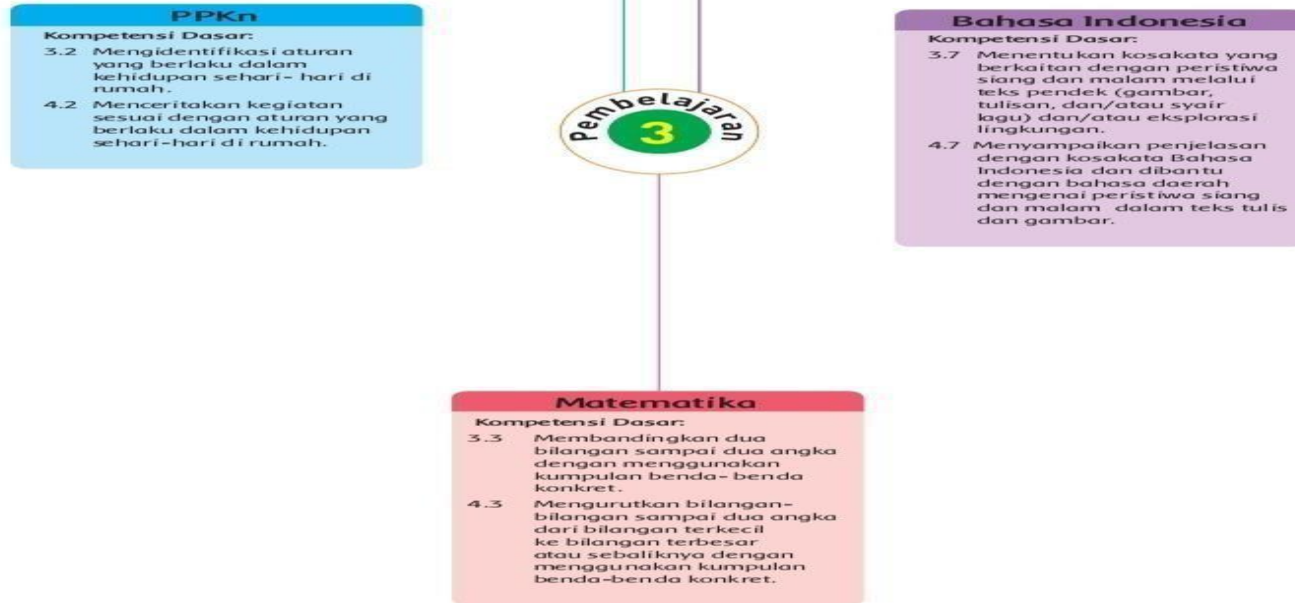 PPKn
Kompetensi Dasar:
3.2 Mengidentifikasi aturan
yang berlaku dalam
kehidupan sehari- hari di
rumah.
4.2 Menceritakan kegiatan
sesuai dengan aturan yang
berlaku dalam kehidupan
sehari-hari di rumah.
Pembelajaran
3
Bahasa Indonesia
Kompetensi Dasar:
3.7 Menentukan kosakata yang
berkaitan dengan peristiwa
siang dan malam melalui
teks pendek (gambar,
tulisan, dan/atau syair
lagu) dan/atau eksplorasi
lingkungan.
4.7 Menyampaikan penjelasan
dengan kosakata Bahasa
Indonesia dan dibantu
dengan bahasa daerah
mengenai peristiwa siang
dan malam dalam teks tulis
dan gambar.
Matematika
Kompetensi Dasar:
3.3 Membandingkan dua
bilangan sampai dua angka
dengan menggunakan
kumpulan benda- benda
konkret.
4.3 Mengurutkan bilangan-
bilangan sampai dua angka
dari bilangan terkecil
ke bilangan terbesar
atau sebaliknya dengan
menggunakan kumpulan
benda-benda konkret.